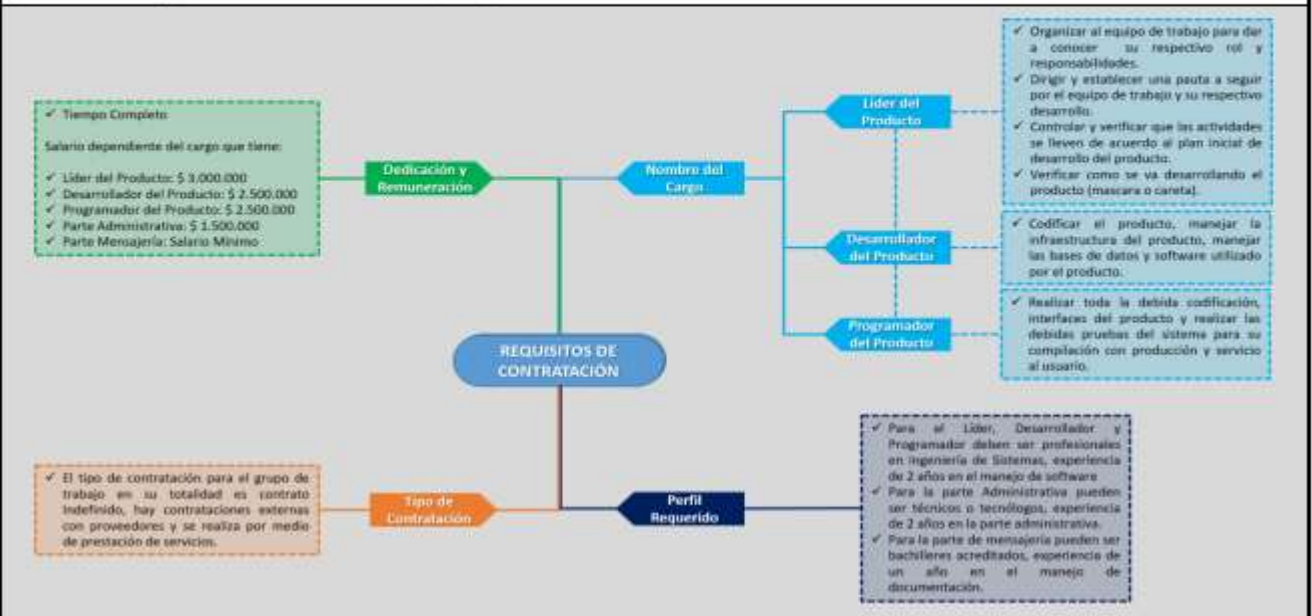 ✓ Tiempo Completo
Salario dependiente del cargo que tiene:
✓ Líder del Producto: $ 3.000.000
✓ Desarrollador del Producto: $ 2.500.000
✓ Programador del Producto: $ 2.500.000
✓ Parte Administrativa: $ 1.500.000
✓ Parte Mensajería: Salario Mínimo
Dedicación y
Remuneración
Nombre del
Cargo
Líder del
Producto
✓ Organizar al equipo de trabajo para dar
a conocer su respectivo rol y
responsabilidades.
✓ Dirigir y establecer una pauta a seguir
por el equipo de trabajo y su respectivo
desarrollo.
✓ Controlar y verificar que las actividades
se lleven de acuerdo al plan inicial de
desarrollo del producto.
✓ Verificar como se va desarrollando el
producto (mascara o careta).
Desarrollador
del Producto
✓ Codificar el producto, manejar la
infraestructura del producto, manejar
las bases de datos y software utilizado
por el producto.
Programador
del Producto
✓ Realizar toda la debida codificación,
interfaces del producto y realizar las
debidas pruebas del sistema para su
compilación con producción y servicio
al usuario.
REQUISITOS DE
CONTRATACIÓN
✓ El tipo de contratación para el grupo de
trabajo en su totalidad es contrato
Indefinido, hay contrataciones externas
con proveedores y se realiza por medio
de prestación de servicios.
Tipo de
Contratación
Perfil
Requerido
✓ Para el Líder, Desarrollador y
Programador deben ser profesionales
en Ingeniería de Sistemas, experiencia
de 2 años en el manejo de software
✓ Para la parte Administrativa pueden
ser técnicos o tecnólogos, experiencia
de 2 años en la parte administrativa.
✓ Para la parte de mensajería pueden ser
bachilleres acreditados, experiencia de
un año en el manejo de
documentación.